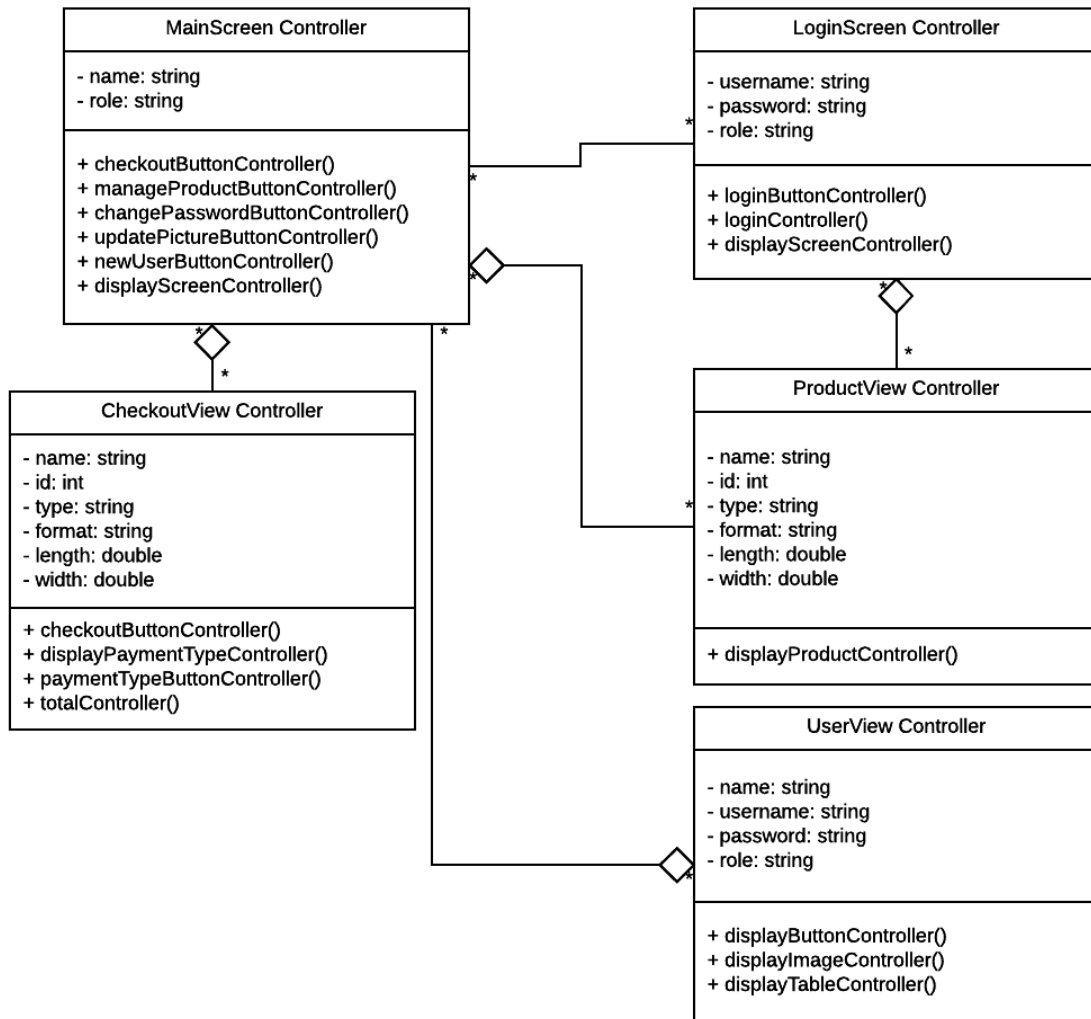 MainScreen Controller
- name: string
- role: string
+ checkoutButtonController()
+ manageProductButtonController()
+ changePasswordButtonController()
+ updatePictureButtonController()
+ newUserButtonController()
+ displayScreenController()
LoginScreen Controller
- username: string
- password: string
- role: string
+ loginButtonController()
+ loginController()
+ displayScreenController()
*
*
*
*
*
*
*
*
*
*
CheckoutView Controller
- name: string
- id: int
- type: string
- format: string
- length: double
- width: double
+ checkoutButtonController()
+ displayPaymentTypeController()
+ paymentTypeButtonController()
+ totalController()
ProductView Controller
- name: string
- id: int
- type: string
- format: string
- length: double
- width: double
+ displayProductController()
UserView Controller
- name: string
- username: string
- password: string
- role: string
+ displayButtonController()
+ displayImageController()
+ displayTableController()